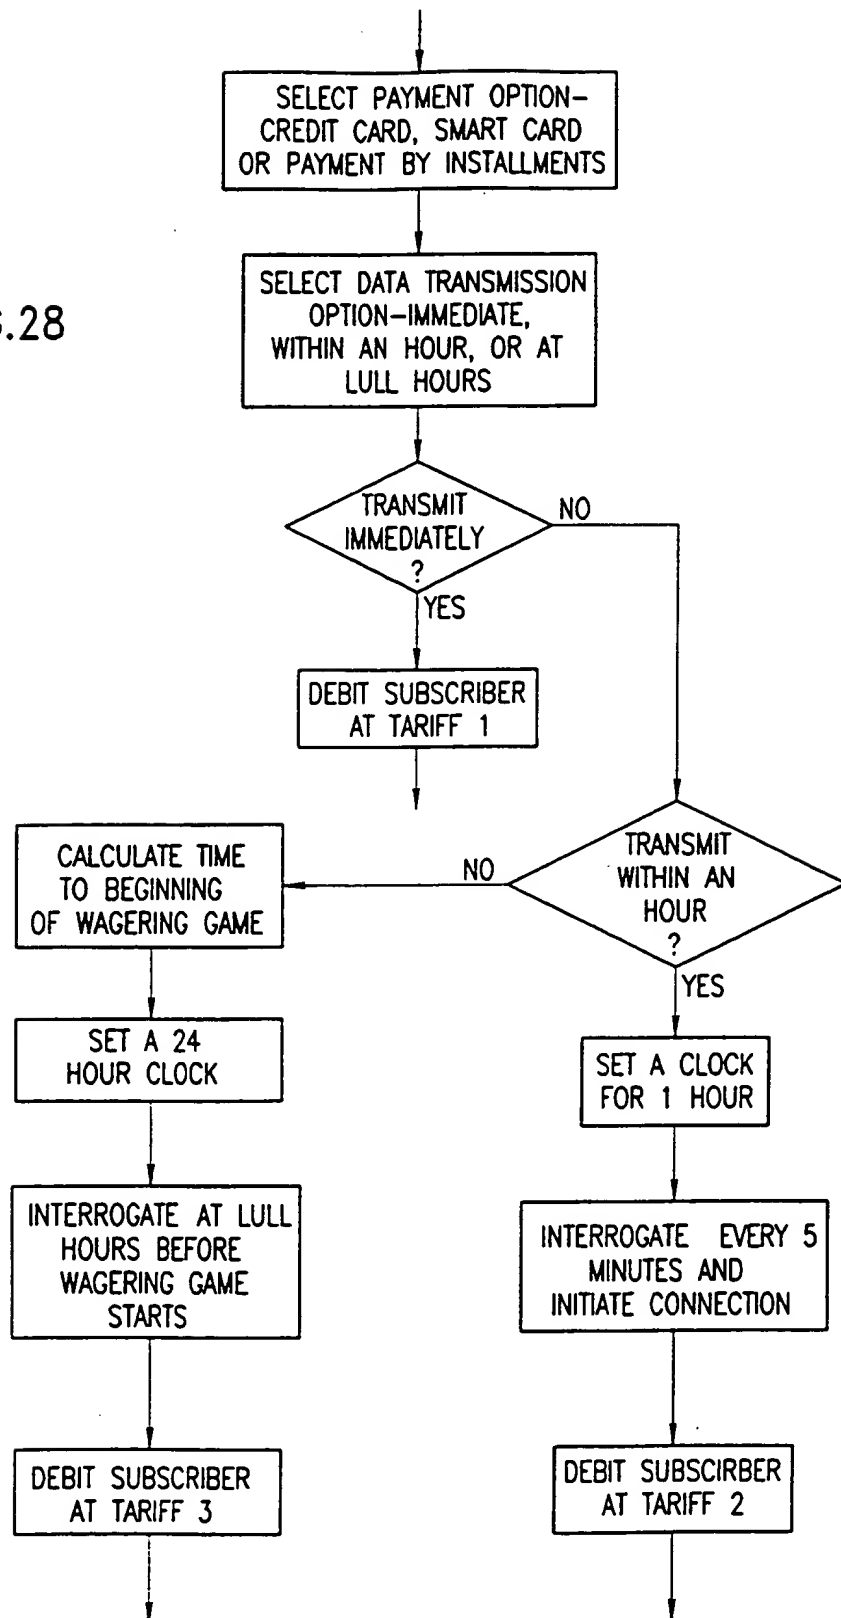 SELECT PAYMENT OPTION-
CREDIT CARD, SMART CARD
OR PAYMENT BY INSTALLMENTS
SELECT DATA TRANSMISSION
OPTION-IMMEDIATE,
WITHIN AN HOUR, OR AT
LULL HOURS
.28
TRANSMIT
IMMEDIATELY
?
NO
YES
DEBIT SUBSCRIBER
AT TARIFF 1
TRANSMIT
WITHIN AN
HOUR
?
NO
YES
CALCULATE TIME
TO BEGINNING
OF WAGERING GAME
SET A 24
HOUR CLOCK
SET A CLOCK
FOR 1 HOUR
INTERROGATE AT LULL
HOURS BEFORE
WAGERING GAME
STARTS
INTERROGATE EVERY 5
MINUTES AND
INITIATE CONNECTION
DEBIT SUBSCRIBER
AT TARIFF 3
DEBIT SUBSCIRBER
AT TARIFF 2